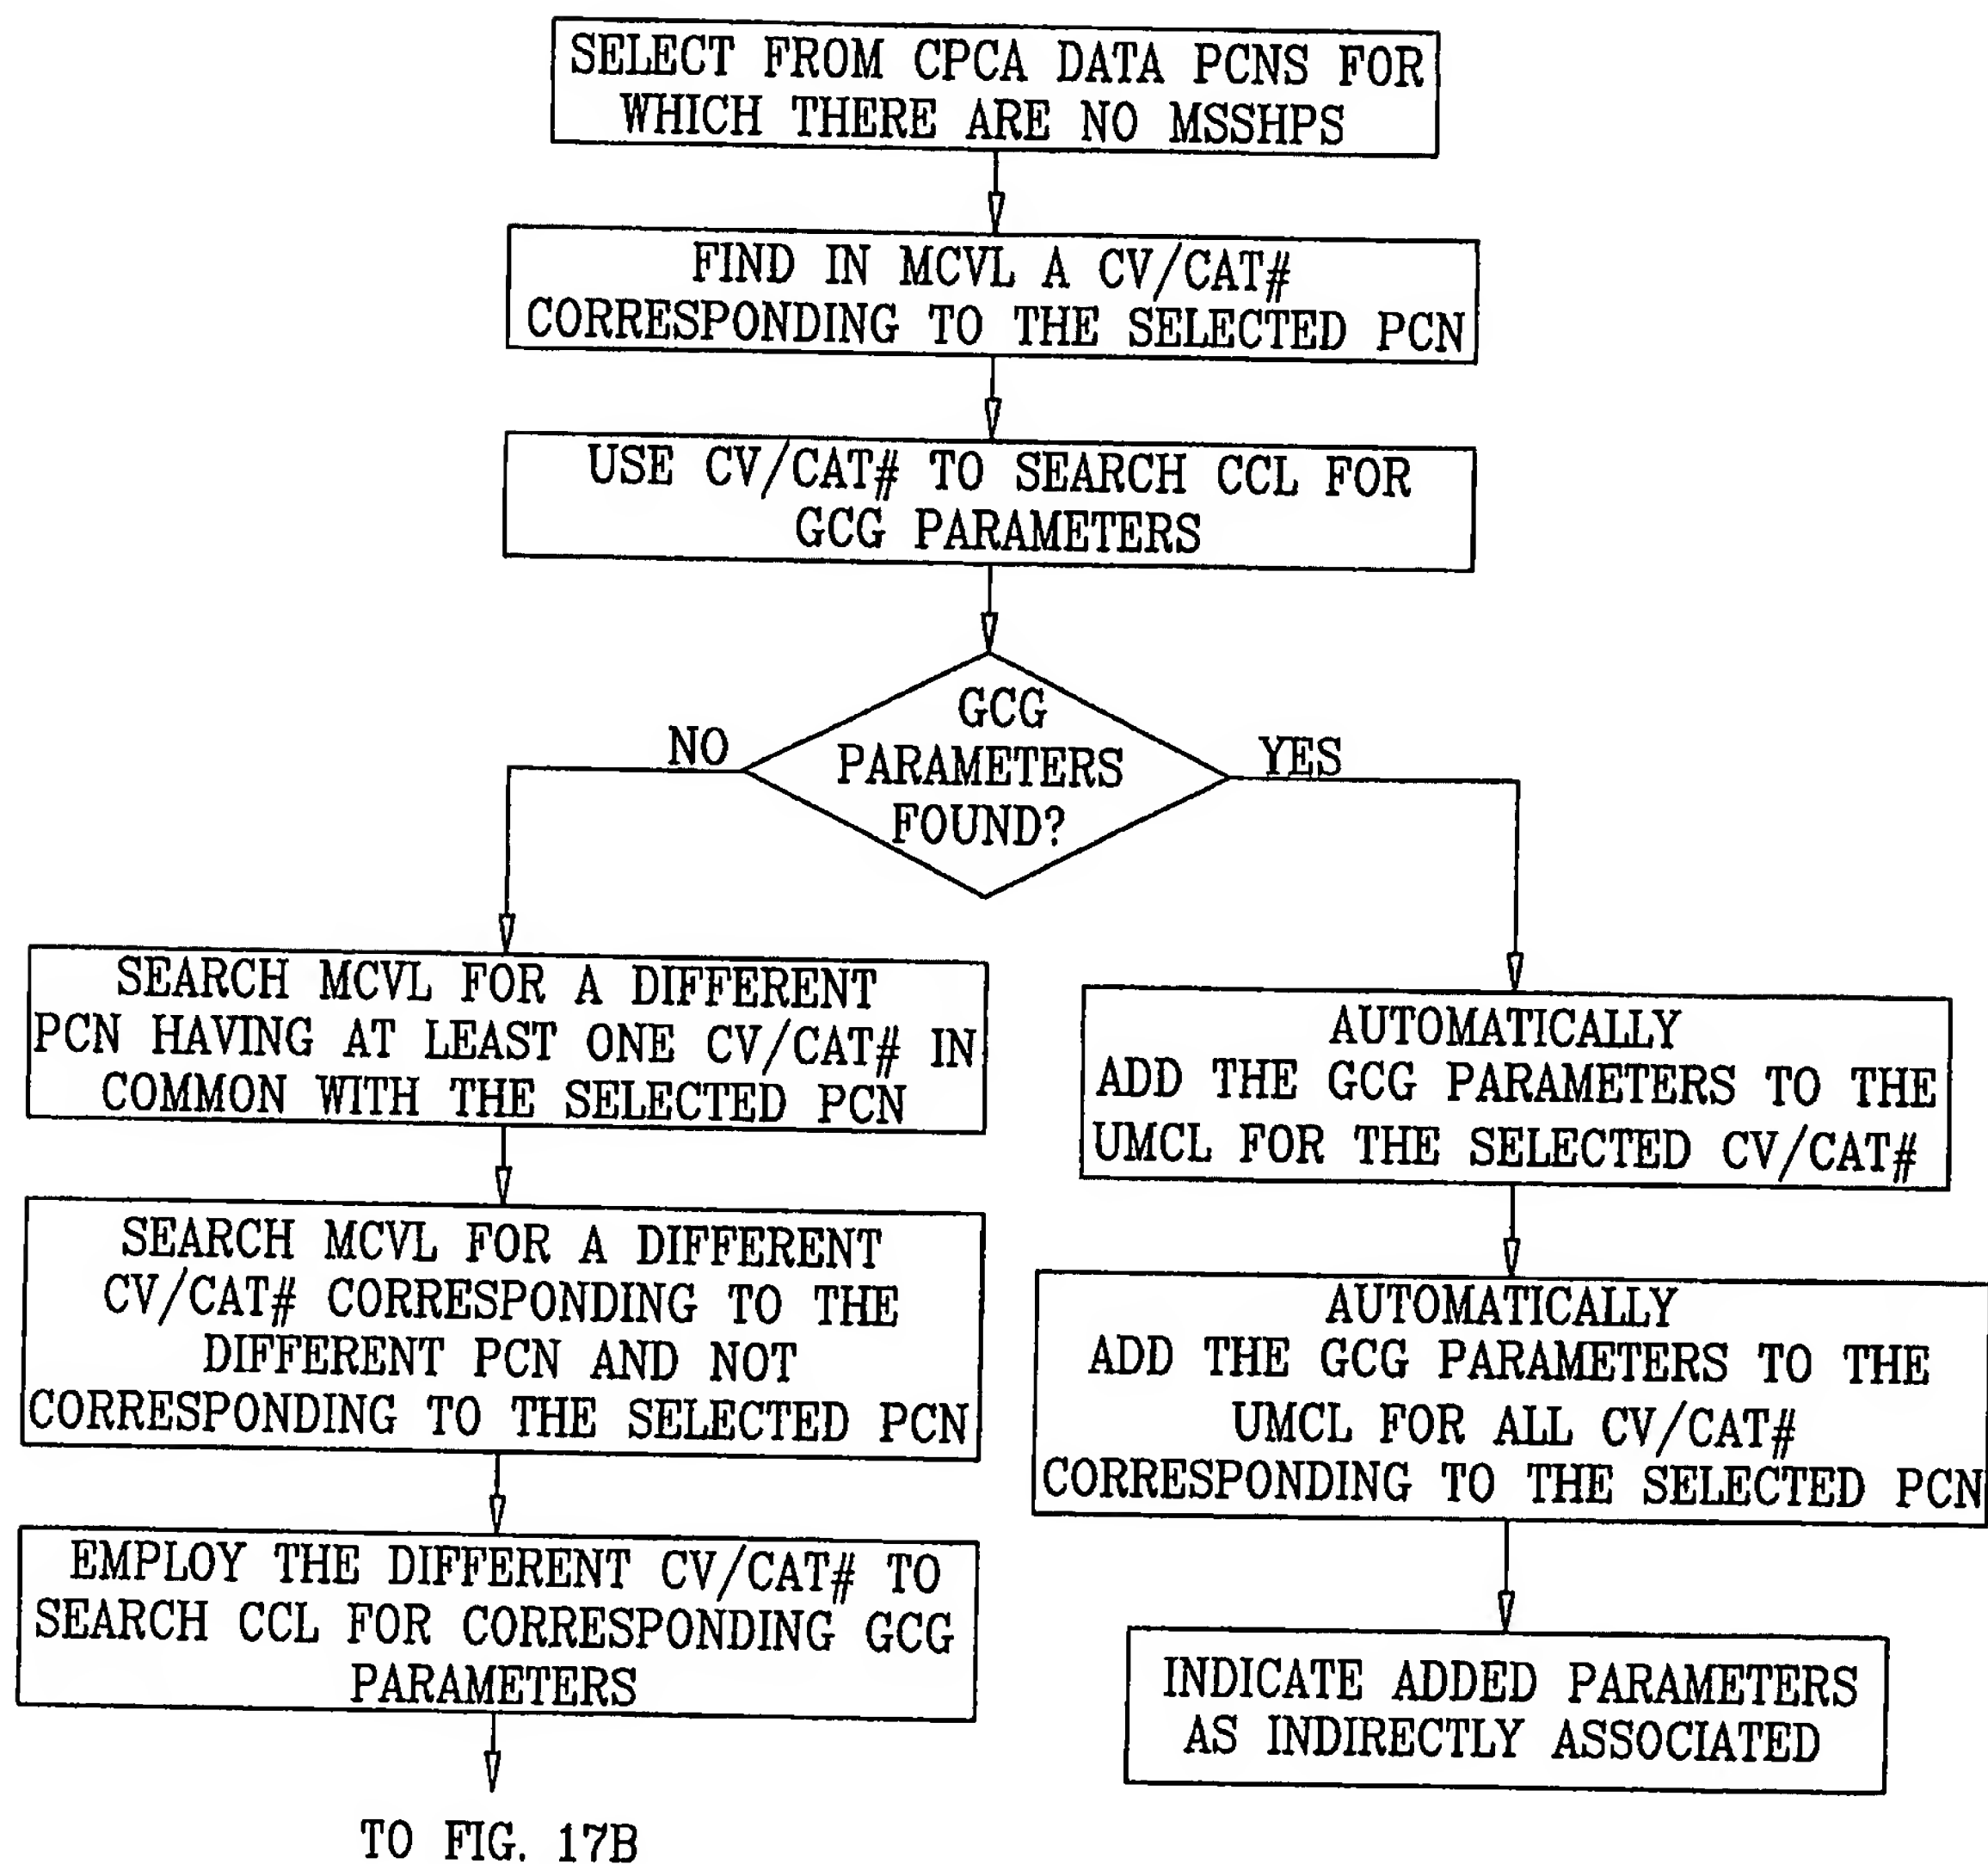 SELECT FROM CPCA DATA PCNS FOR
WHICH THERE ARE NO MSSHPS
FIND IN MCVL A CV/CAT#
CORRESPONDING TO THE SELECTED PCN
USE CV/CAT# TO SEARCH CCL FOR
GCG PARAMETERS
GCG
PARAMETERS
FOUND?
NO
YES
SEARCH MCVL FOR A DIFFERENT
PCN HAVING AT LEAST ONE CV/CAT# IN
COMMON WITH THE SELECTED PCN
SEARCH MCVL FOR A DIFFERENT
CV/CAT# CORRESPONDING TO THE
DIFFERENT PCN AND NOT
CORRESPONDING TO THE SELECTED PCN
EMPLOY THE DIFFERENT CV/CAT# TO
SEARCH CCL FOR CORRESPONDING GCG
PARAMETERS
TO FIG. 17B
AUTOMATICALLY
ADD THE GCG PARAMETERS TO THE
UMCL FOR THE SELECTED CV/CAT#
AUTOMATICALLY
ADD THE GCG PARAMETERS TO THE
UMCL FOR ALL CV/CAT#
CORRESPONDING TO THE SELECTED PCN
INDICATE ADDED PARAMETERS
AS INDIRECTLY ASSOCIATED